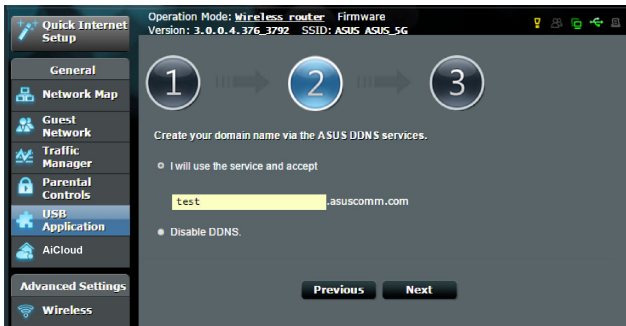 Quick Internet
Setup
Operation Mode: Wireless router Firmware
Version: 3.0.0.4.376_3792 SSID: ASUS ASUS_5G
General
Network Map
Guest
Network
Traffic
Manager
Parental
Controls
USB
Application
AiCloud
Advanced Settings
Wireless
1
2
3
Create your domain name via the ASUS DDNS services.
I will use the service and accept
test .asuscomm.com
Disable DDNS.
Previous Next